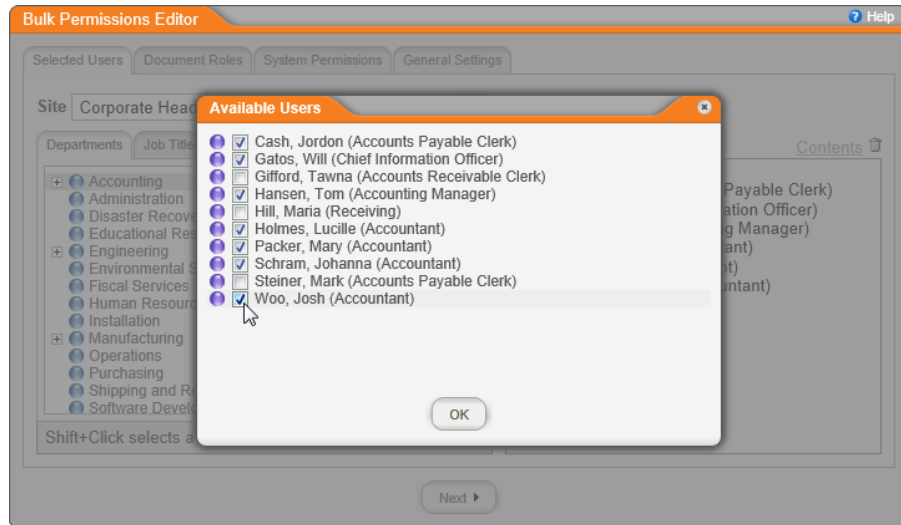 Bulk Permissions Editor
Help
Selected Users
Document Roles
System Permissions
General Settings
Site
Corporate Head
Available Users
Departments
Job Title
Contents
Cash, Jordon (Accounts Payable Clerk)
Gatos, Will (Chief Information Officer)
Gifford, Tawna (Accounts Receivable Clerk)
Hansen, Tom (Accounting Manager)
Hill, Maria (Receiving)
Holmes, Lucille (Accountant)
Packer, Mary (Accountant)
Schram, Johanna (Accountant)
Steiner, Mark (Accounts Payable Clerk)
Woo, Josh (Accountant)
OK
Accounting
Administration
Disaster Recove
Educational Res
Engineering
Environmental S
Fiscal Services
Human Resourc
Installation
Manufacturing
Operations
Purchasing
Shipping and Re
Software Develo
Payable Clerk)
ation Officer)
g Manager)
ant)
nt)
untant)
Shift+Click selects a
Next